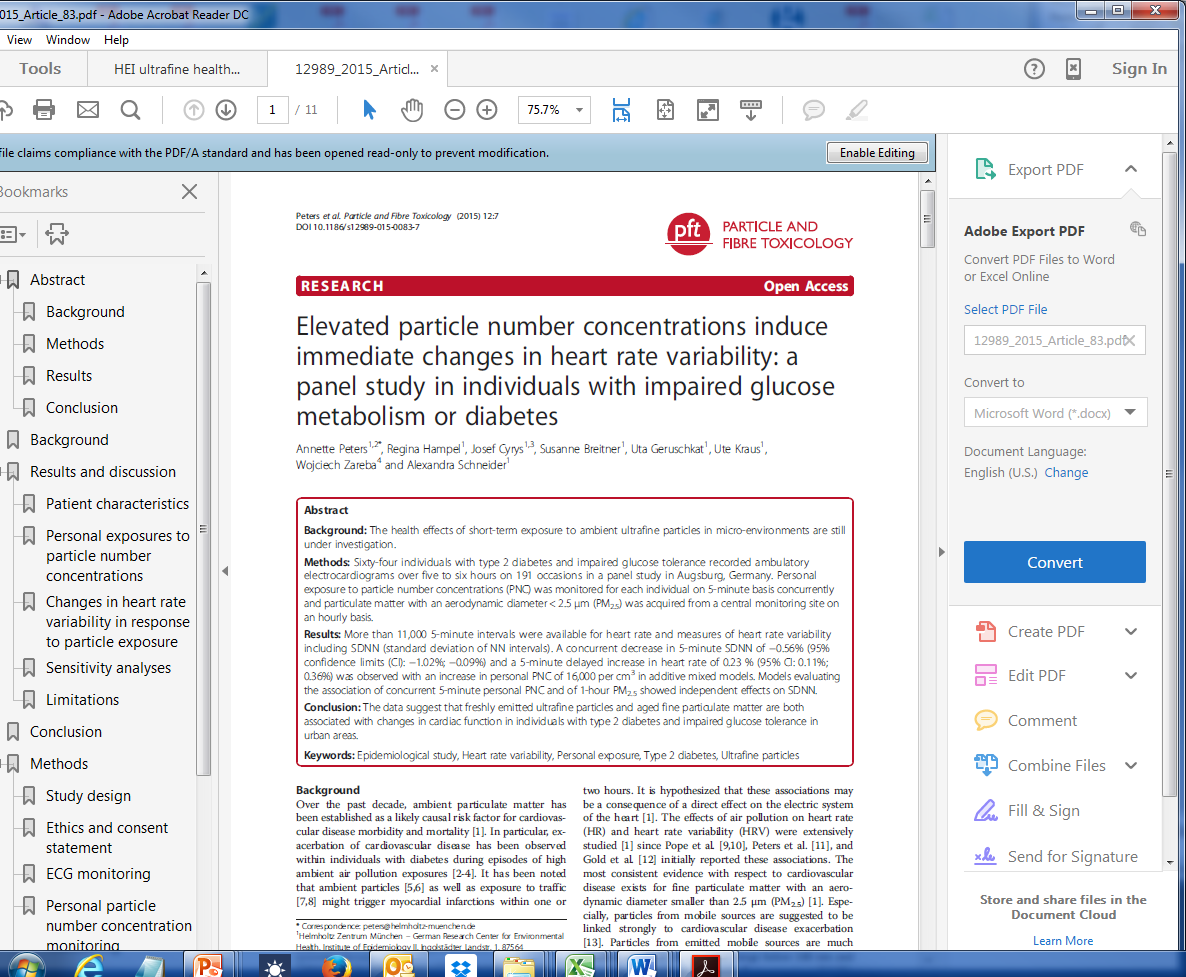 015_Article_83.pdf - Adobe Acrobat Reader DC
View Window Help
Tools
HEI ultrafine health...
12989_2015_Articl... ×
Sign In
1 / 11
75.7%
file claims compliance with the PDF/A standard and has been opened read-only to prevent modification.
Enable Editing
Bookmarks
Abstract
Background
Methods
Results
Conclusion
Background
Results and discussion
Patient characteristics
Personal exposures to
particle number
concentrations
Changes in heart rate
variability in response
to particle exposure
Sensitivity analyses
Limitations
Conclusion
Methods
Study design
Ethics and consent
statement
ECG monitoring
Personal particle
number concentration
monitoring
Peters et al. Particle and Fibre Toxicology (2015) 12:7
DOI 10.1186/s12989-015-0083-7
pft
PARTICLE AND
FIBRE TOXICOLOGY
RESEARCH
Open Access
Elevated particle number concentrations induce
immediate changes in heart rate variability: a
panel study in individuals with impaired glucose
metabolism or diabetes
Annette Peters1,2*, Regina Hampel1, Josef Cyrys1,3, Susanne Breitner1, Uta Geruschkat1, Ute Kraus1,
Wojciech Zareba4 and Alexandra Schneider1
Abstract
Background: The health effects of short-term exposure to ambient ultrafine particles in micro-environments are still
under investigation.
Methods: Sixty-four individuals with type 2 diabetes and impaired glucose tolerance recorded ambulatory
electrocardiograms over five to six hours on 191 occasions in a panel study in Augsburg, Germany. Personal
exposure to particle number concentrations (PNC) was monitored for each individual on 5-minute basis concurrently
and particulate matter with an aerodynamic diameter < 2.5 μm (PM2.5) was acquired from a central monitoring site on
an hourly basis.
Results: More than 11,000 5-minute intervals were available for heart rate and measures of heart rate variability
including SDNN (standard deviation of NN intervals). A concurrent decrease in 5-minute SDNN of −0.56% (95%
confidence limits (CI): −1.02%; −0.09%) and a 5-minute delayed increase in heart rate of 0.23 % (95% CI: 0.11%;
0.36%) was observed with an increase in personal PNC of 16,000 per cm3 in additive mixed models. Models evaluating
the association of concurrent 5-minute personal PNC and of 1-hour PM2.5 showed independent effects on SDNN.
Conclusion: The data suggest that freshly emitted ultrafine particles and aged fine particulate matter are both
associated with changes in cardiac function in individuals with type 2 diabetes and impaired glucose tolerance in
urban areas.
Keywords: Epidemiological study, Heart rate variability, Personal exposure, Type 2 diabetes, Ultrafine particles
Background
Over the past decade, ambient particulate matter has
been established as a likely causal risk factor for cardiovas-
cular disease morbidity and mortality [1]. In particular, ex-
acerbation of cardiovascular disease has been observed
within individuals with diabetes during episodes of high
ambient air pollution exposures [2-4]. It has been noted
that ambient particles [5,6] as well as exposure to traffic
[7,8] might trigger myocardial infarctions within one or
* Correspondence: peters@helmholtz-muenchen.de
1Helmholtz Zentrum München – German Research Center for Environmental
Health, Institute of Epidemiology II, Ingolstädter Landstr. 1, 87564
two hours. It is hypothesized that these associations may
be a consequence of a direct effect on the electric system
of the heart [1]. The effects of air pollution on heart rate
(HR) and heart rate variability (HRV) were extensively
studied [1] since Pope et al. [9,10], Peters et al. [11], and
Gold et al. [12] initially reported these associations. The
most consistent evidence with respect to cardiovascular
disease exists for fine particulate matter with an aero-
dynamic diameter smaller than 2.5 μm (PM2.5) [1]. Espe-
cially, particles from mobile sources are suggested to be
linked strongly to cardiovascular disease exacerbation
[13]. Particles from emitted mobile sources are much
Export PDF
Adobe Export PDF
Convert PDF Files to Word
or Excel Online
Select PDF File
12989_2015_Article_83.pdf
Convert to
Microsoft Word (*.docx)
Document Language:
English (U.S.) Change
Convert
Create PDF
Edit PDF
Comment
Combine Files
Fill & Sign
Send for Signature
Store and share files in the
Document Cloud
Learn More